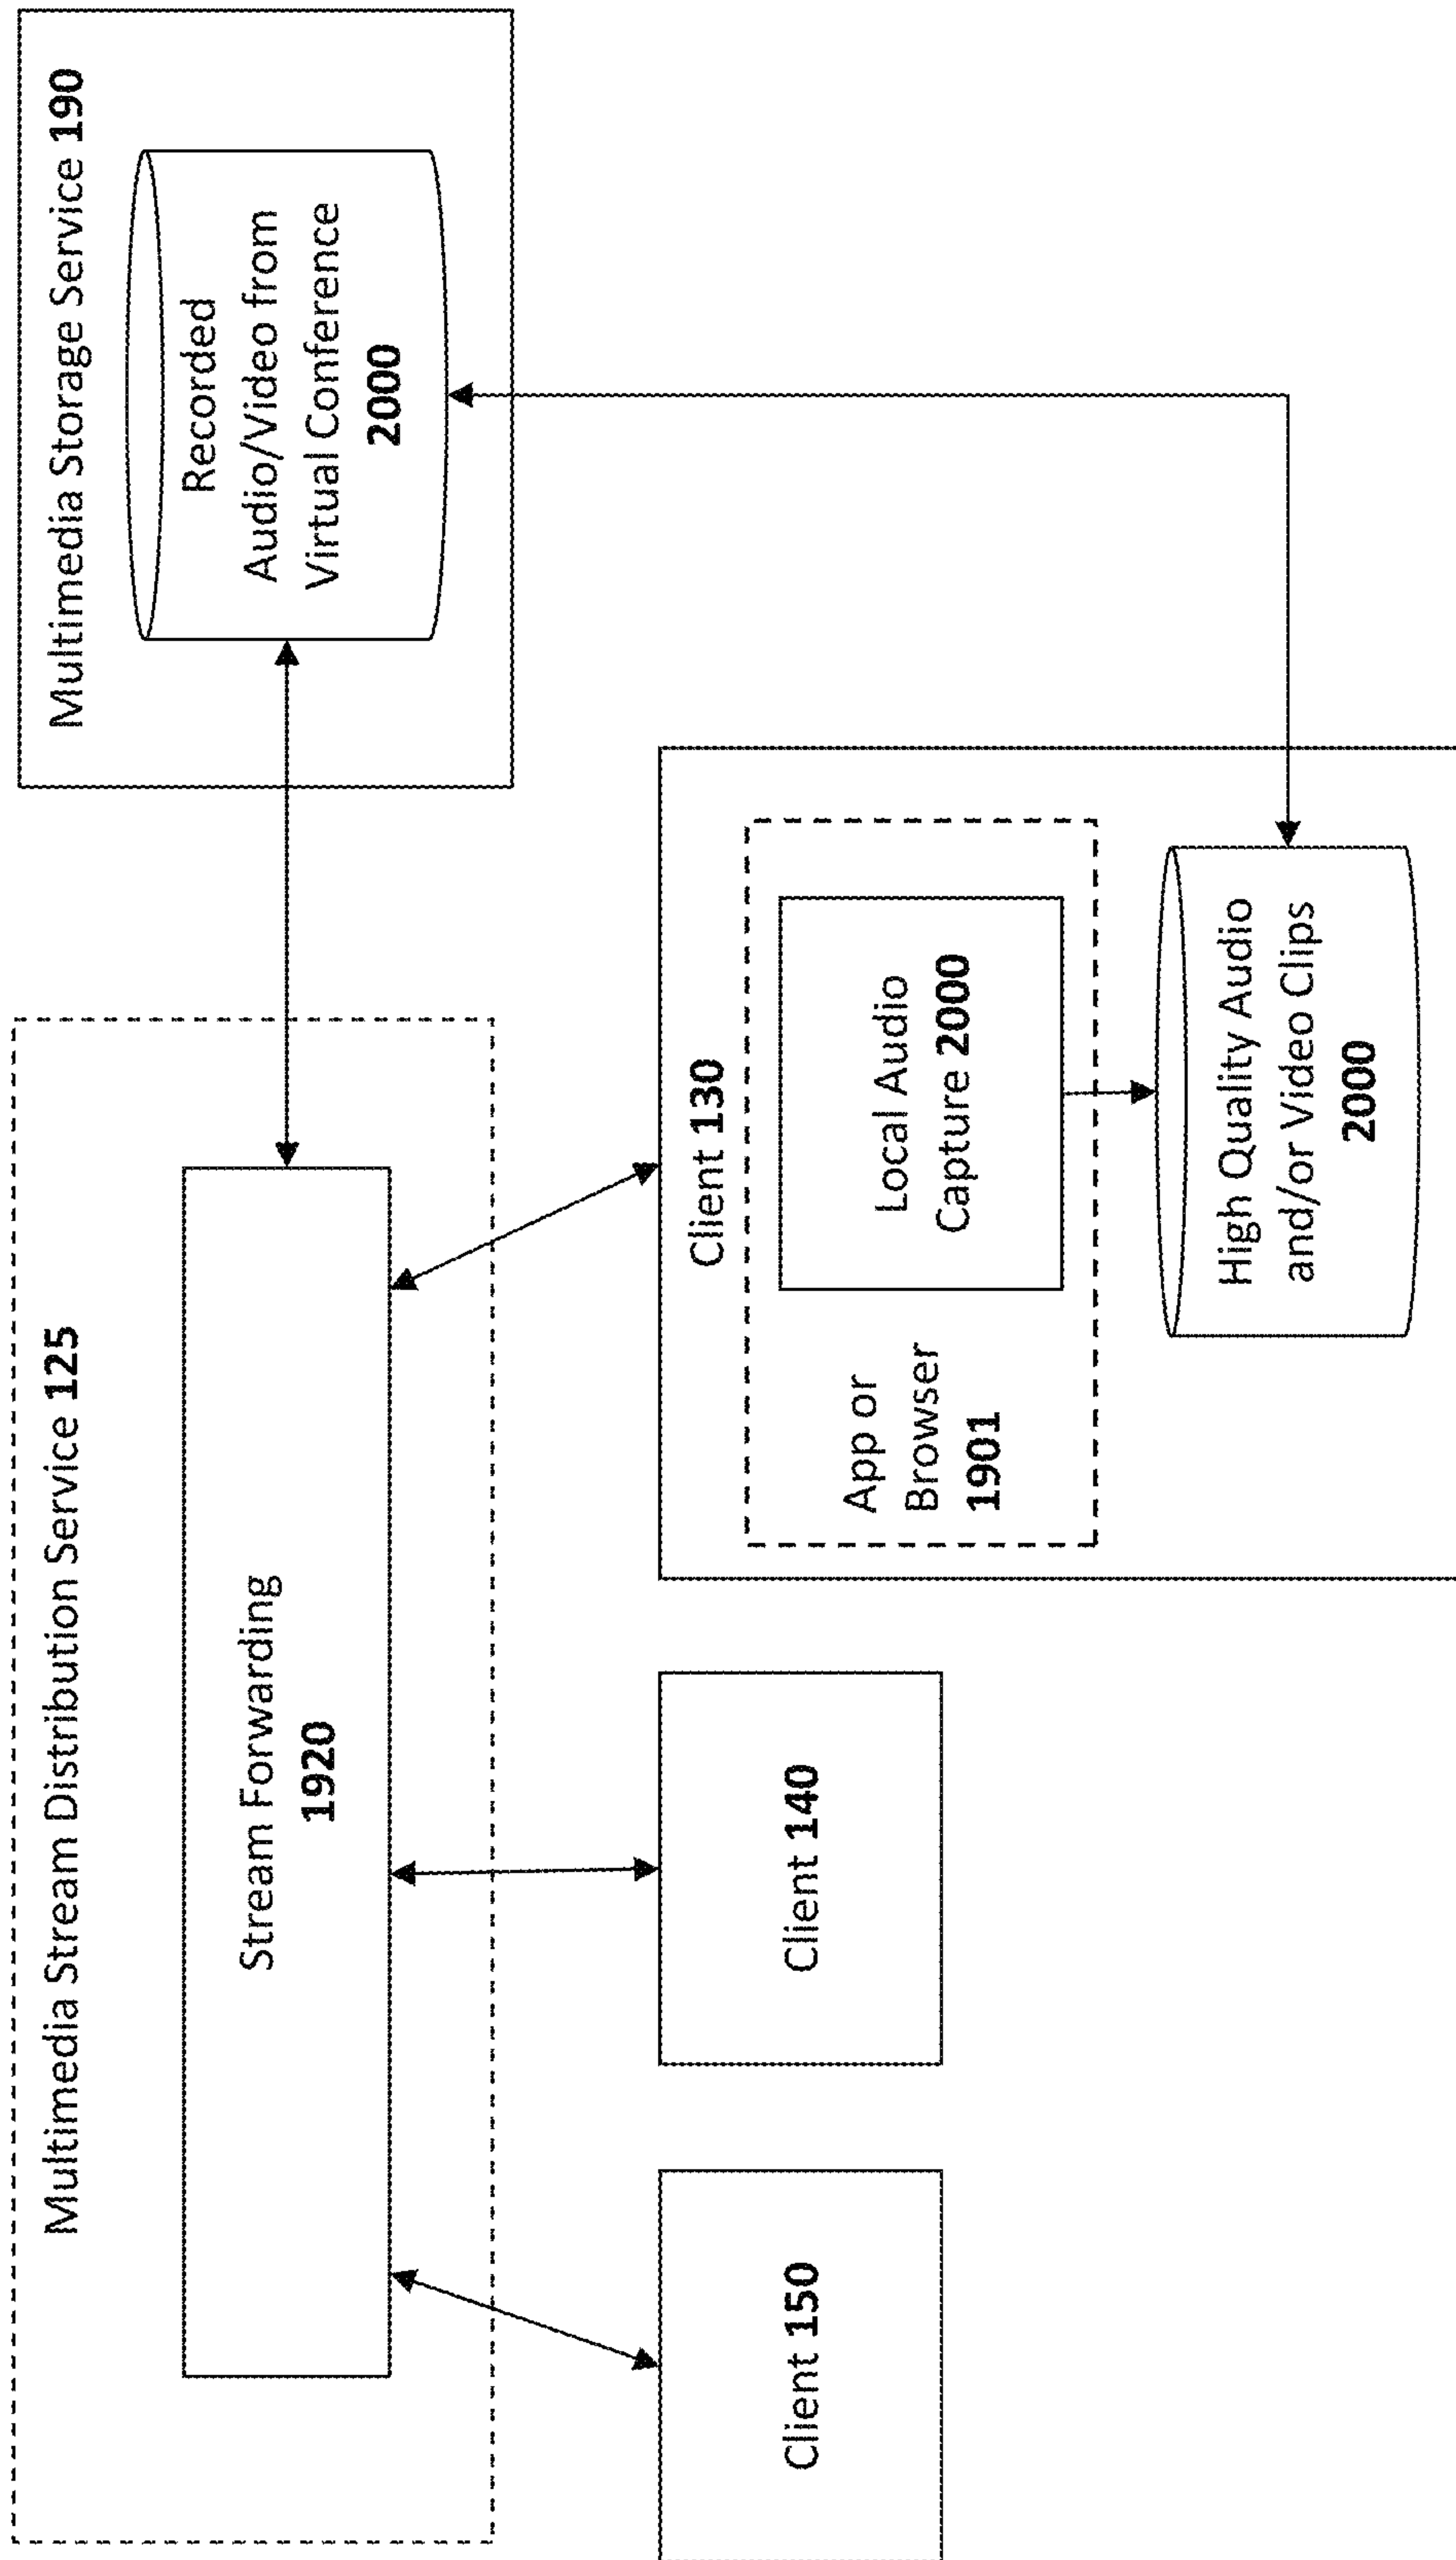 Multimedia Stream Distribution Service 125
Stream Forwarding
1920
Multimedia Storage Service 190
Recorded
Audio/Video from
Virtual Conference
2000
Client 150
Client 140
Client 130
App or
Browser
1901
Local Audio
Capture 2000
High Quality Audio
and/or Video Clips
2000